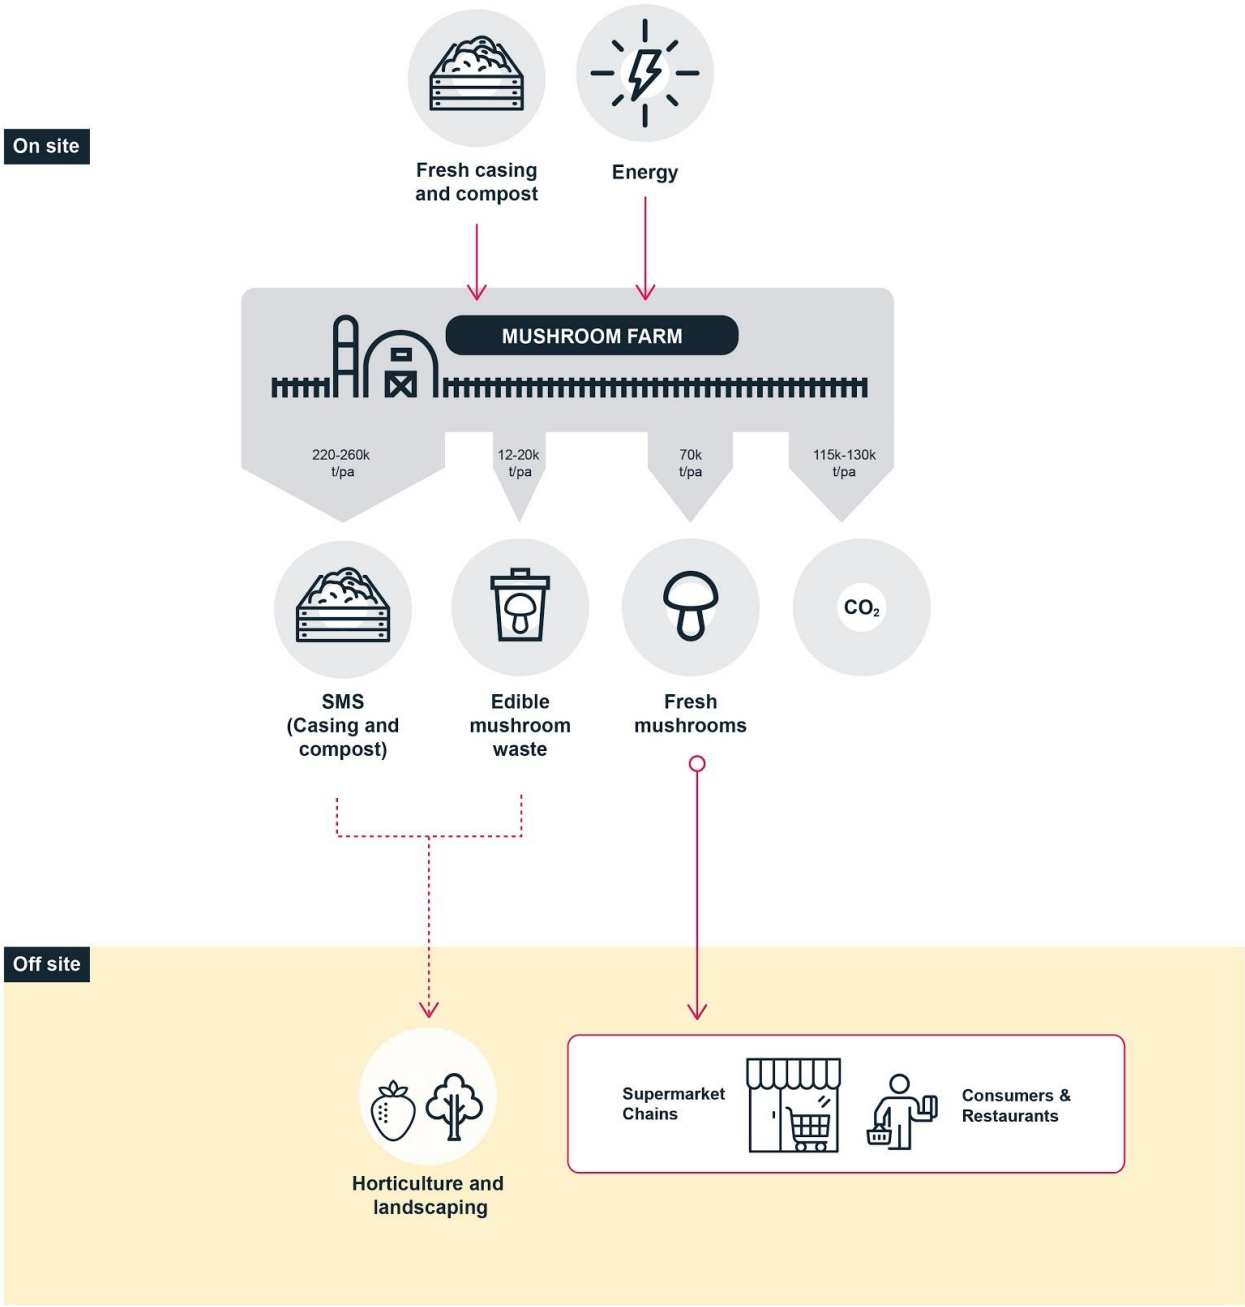 On site
Fresh casing
and compost
Energy
MUSHROOM FARM
220-260k
t/pa
12-20k
t/pa
70k
t/pa
115k-130k
t/pa
CO₂
SMS
(Casing and
compost)
Edible
mushroom
waste
Fresh
mushrooms
Off site
Supermarket
Chains
Consumers &
Restaurants
Horticulture and
landscaping